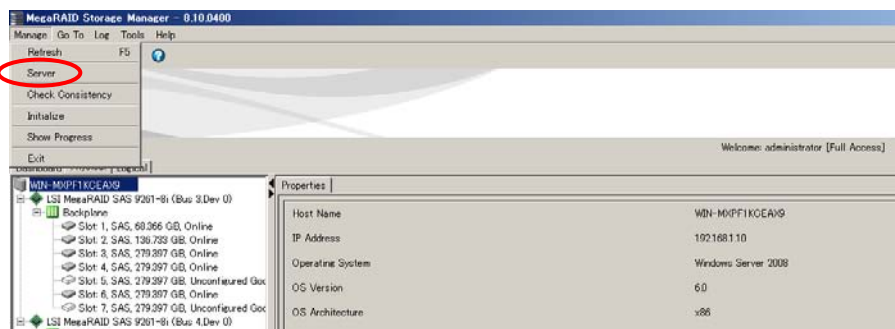 MegaRAID Storage Manager - 8.10.0400
Manage Go To Log Tools Help
Refresh F5
Server
Check Consistency
Initialize
Show Progress
Exit
Welcome: administrator [Full Access]
Dashboard Physical Logical
WIN-MXPF1KCEAX9
LSI MegaRAID SAS 9261-8i (Bus 3,Dev 0)
Backplane
Slot: 1, SAS, 68.366 GB, Online
Slot: 2, SAS, 136.733 GB, Online
Slot: 3, SAS, 279.397 GB, Online
Slot: 4, SAS, 279.397 GB, Online
Slot: 5, SAS, 279.397 GB, Unconfigured Goo
Slot: 6, SAS, 279.397 GB, Online
Slot: 7, SAS, 279.397 GB, Unconfigured Goo
LSI MegaRAID SAS 9261-8i (Bus 4,Dev 0)
Properties
Host Name WIN-MXPF1KCEAX9
IP Address 192.168.1.10
Operating System Windows Server 2008
OS Version 6.0
OS Architecture x86